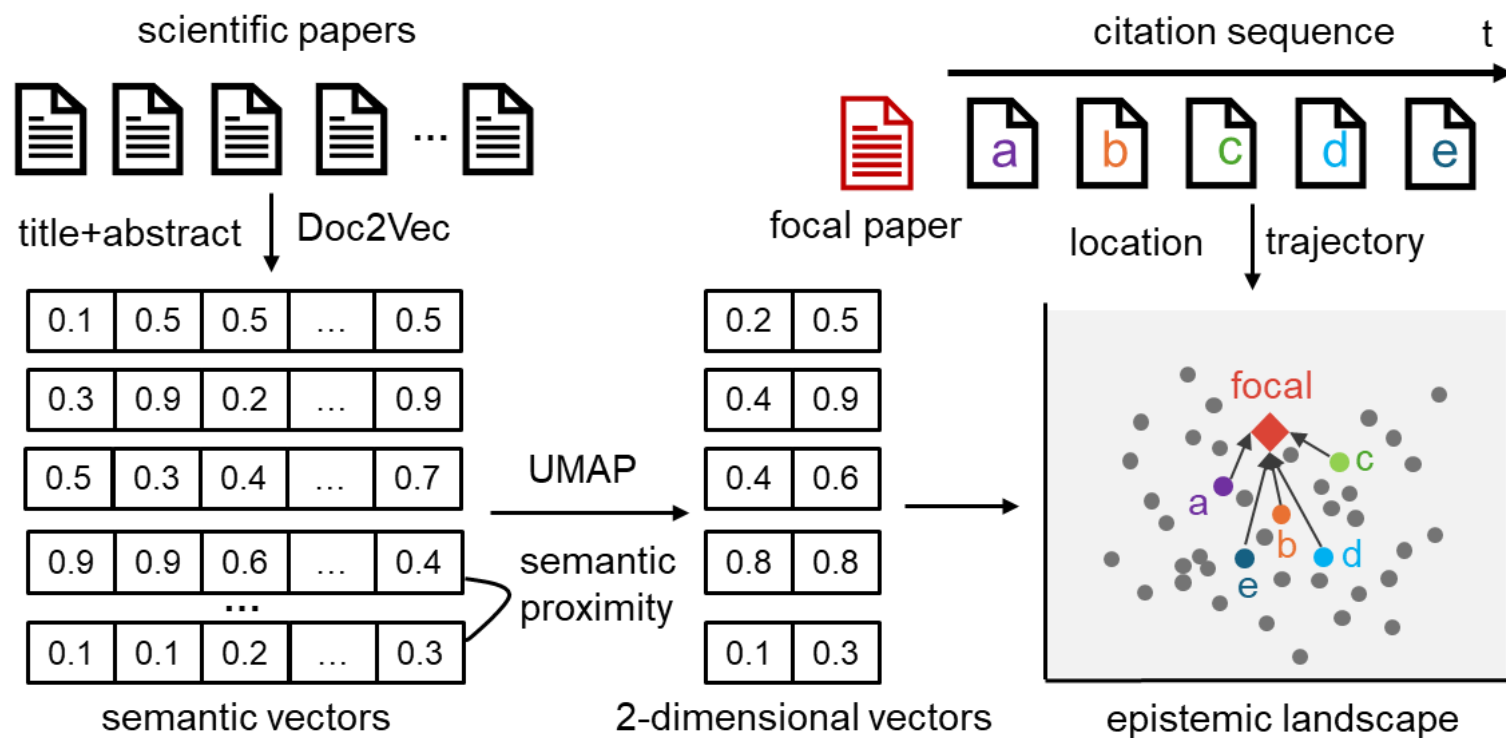 scientific papers
...
title+abstract
Doc2Vec
0.1 0.5 0.5 ... 0.5
0.3 0.9 0.2 ... 0.9
0.5 0.3 0.4 ... 0.7
0.9 0.9 0.6 ... 0.4
...
0.1 0.1 0.2 ... 0.3
semantic vectors
UMAP
semantic
proximity
0.2 0.5
0.4 0.9
0.4 0.6
0.8 0.8
0.1 0.3
2-dimensional vectors
citation sequence
t
a b c d e
focal paper
location
trajectory
focal
c
a
b
d
e
epistemic landscape